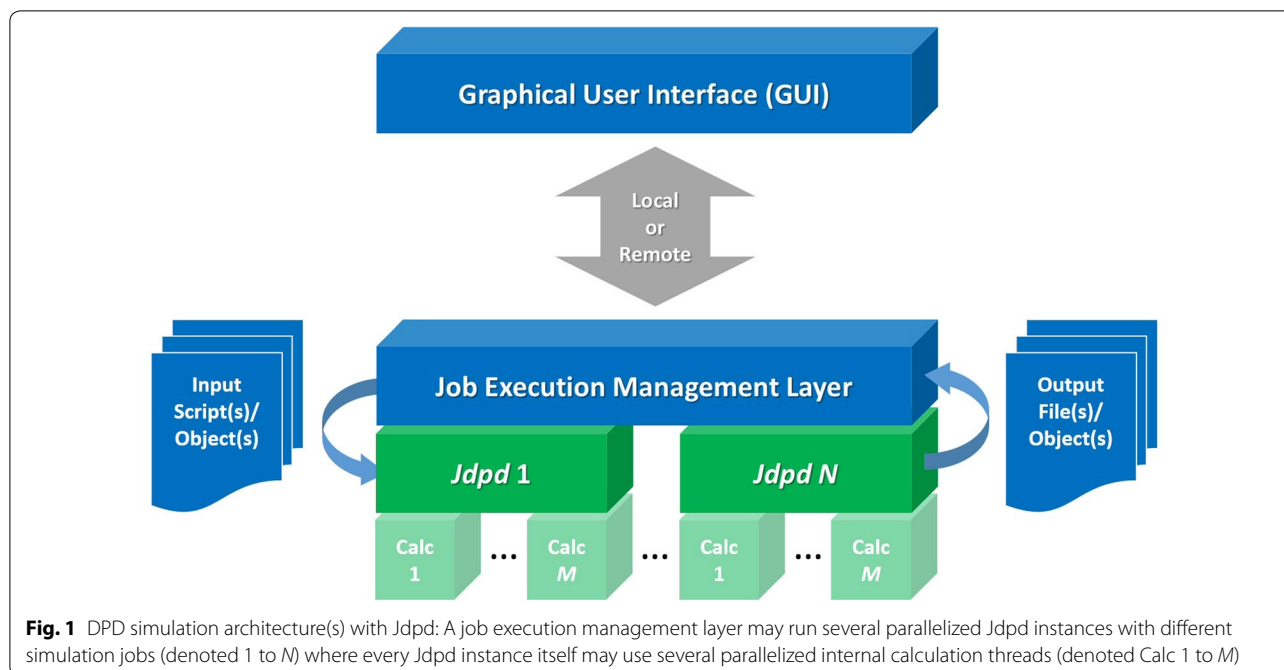 Graphical User Interface (GUI)
Local
or
Remote
Input
Script(s)/
Object(s)
Job Execution Management Layer
Output
File(s)/
Object(s)
Jdpd 1
Jdpd N
Calc
1
...
Calc
M
...
Calc
1
...
Calc
M
Fig. 1 DPD simulation architecture(s) with Jdpd: A job execution management layer may run several parallelized Jdpd instances with different
simulation jobs (denoted 1 to N) where every Jdpd instance itself may use several parallelized internal calculation threads (denoted Calc 1 to M)